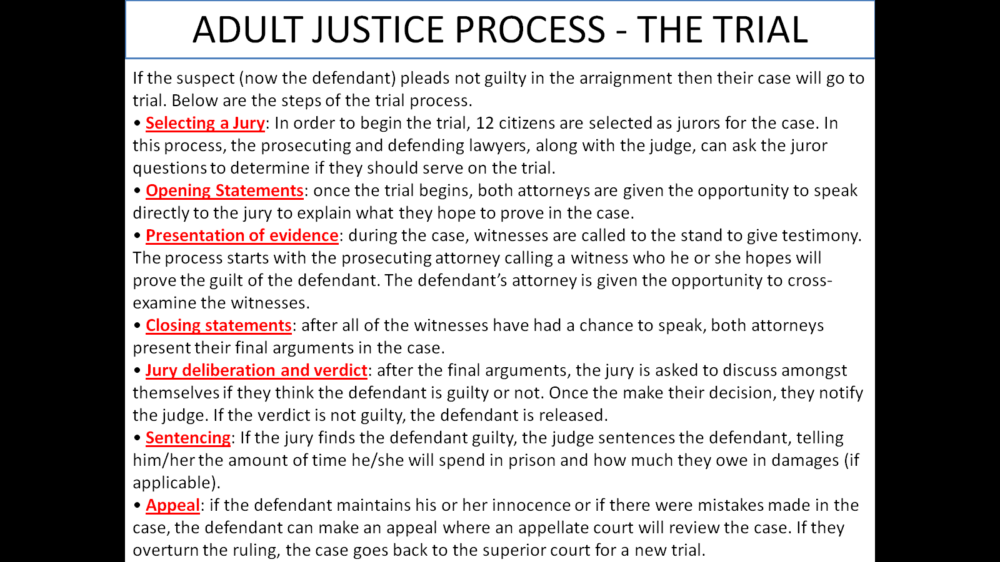 ADULT JUSTICE PROCESS - THE TRIAL
If the suspect (now the defendant) pleads not guilty in the arraignment then their case will go to
trial. Below are the steps of the trial process.
• Selecting a Jury: In order to begin the trial, 12 citizens are selected as jurors for the case. In
this process, the prosecuting and defending lawyers, along with the judge, can ask the juror
questions to determine if they should serve on the trial.
• Opening Statements: once the trial begins, both attorneys are given the opportunity to speak
directly to the jury to explain what they hope to prove in the case.
• Presentation of evidence: during the case, witnesses are called to the stand to give testimony.
The process starts with the prosecuting attorney calling a witness who he or she hopes will
prove the guilt of the defendant. The defendant’s attorney is given the opportunity to cross-
examine the witnesses.
• Closing statements: after all of the witnesses have had a chance to speak, both attorneys
present their final arguments in the case.
• Jury deliberation and verdict: after the final arguments, the jury is asked to discuss amongst
themselves if they think the defendant is guilty or not. Once the make their decision, they notify
the judge. If the verdict is not guilty, the defendant is released.
• Sentencing: If the jury finds the defendant guilty, the judge sentences the defendant, telling
him/her the amount of time he/she will spend in prison and how much they owe in damages (if
applicable).
• Appeal: if the defendant maintains his or her innocence or if there were mistakes made in the
case, the defendant can make an appeal where an appellate court will review the case. If they
overturn the ruling, the case goes back to the superior court for a new trial.